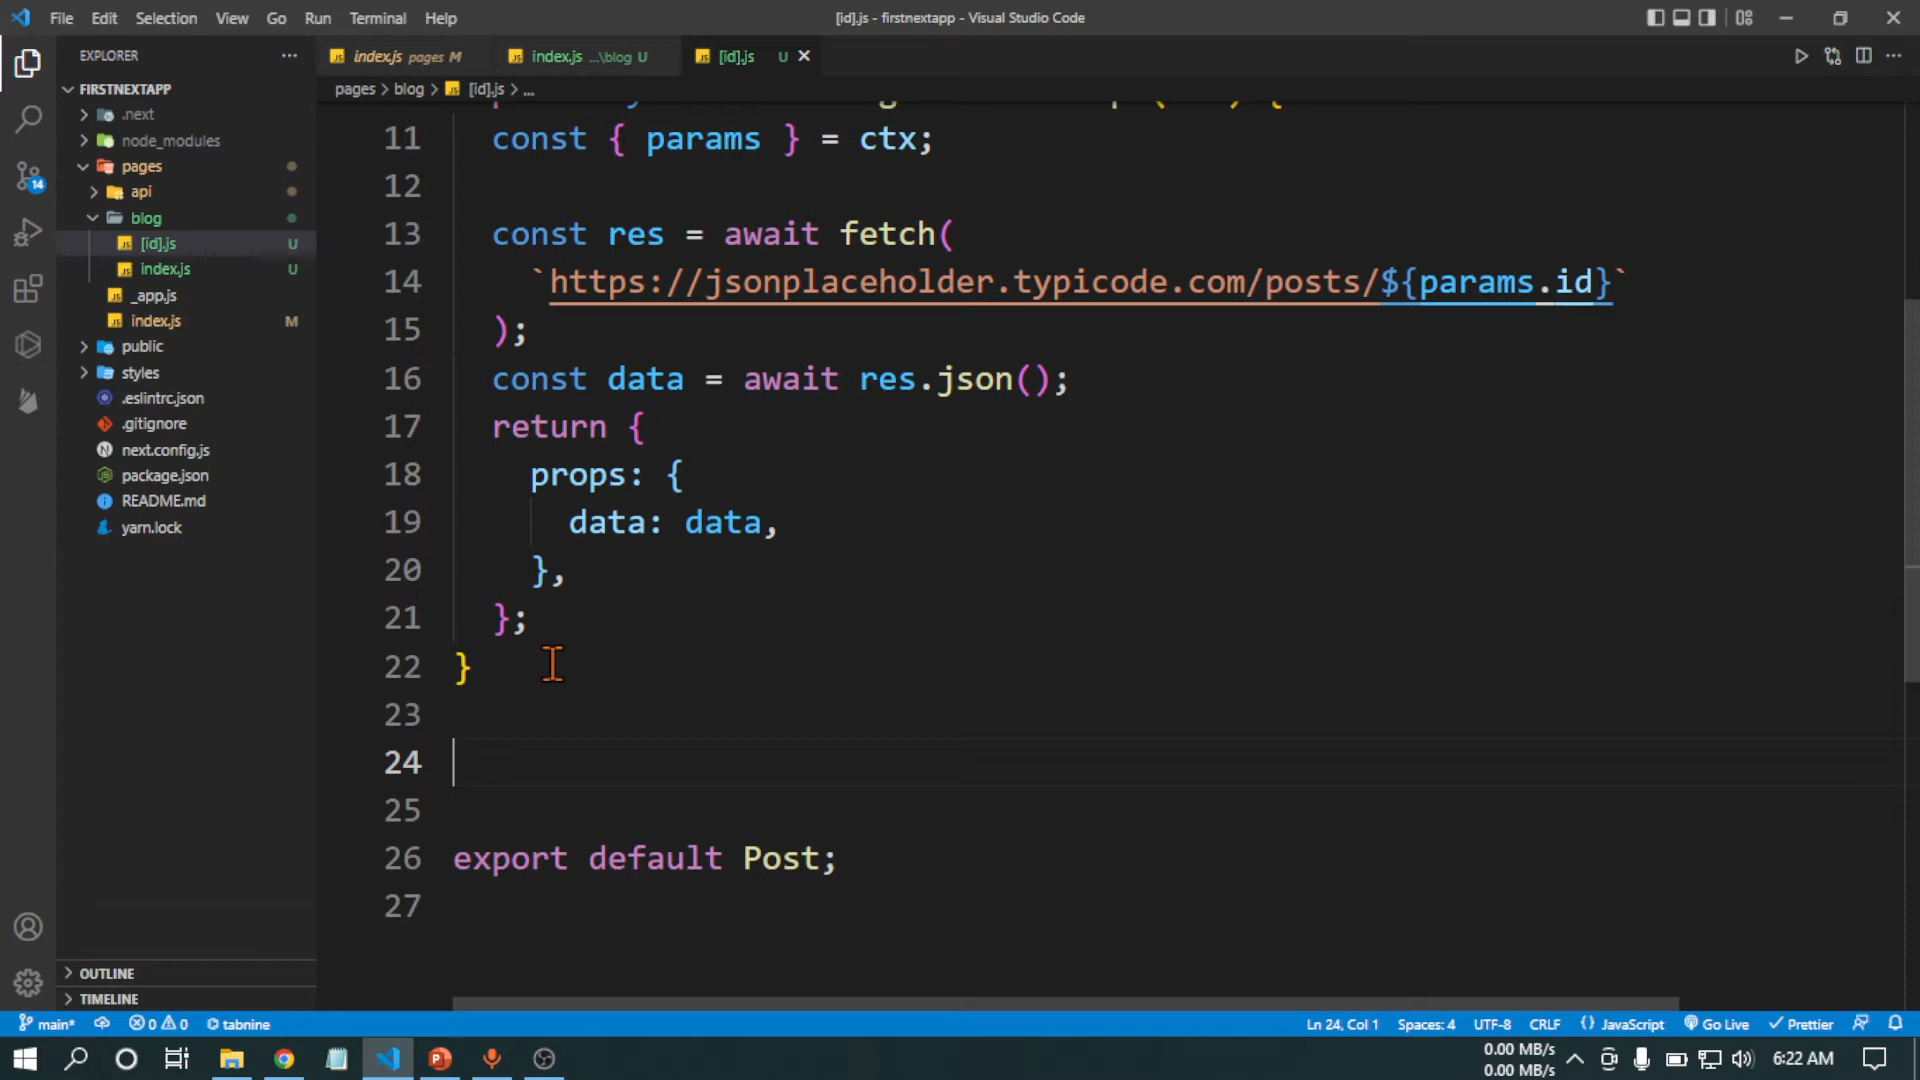 File Edit Selection View Go Run Terminal Help
[id].js - firstnextapp - Visual Studio Code
EXPLORER
index.js pages M
index.js ...\blog U
[id].js U
FIRSTNEXTAPP
pages > blog > [id].js > ...
.next
node_modules
pages
api
blog
[id].js U
index.js U
_app.js
index.js M
public
styles
.eslintrc.json
.gitignore
next.config.js
package.json
README.md
yarn.lock
14
OUTLINE
TIMELINE
11 const { params } = ctx;
12
13 const res = await fetch(
14 `https://jsonplaceholder.typicode.com/posts/${params.id}`
15 );
16 const data = await res.json();
17 return {
18 props: {
19 data: data,
20 },
21 };
22 }
23
24
25
26 export default Post;
27
main* 0 0 tabnine
Ln 24, Col 1 Spaces: 4 UTF-8 CRLF {} JavaScript Go Live Prettier
0.00 MB/s
0.00 MB/s
6:22 AM